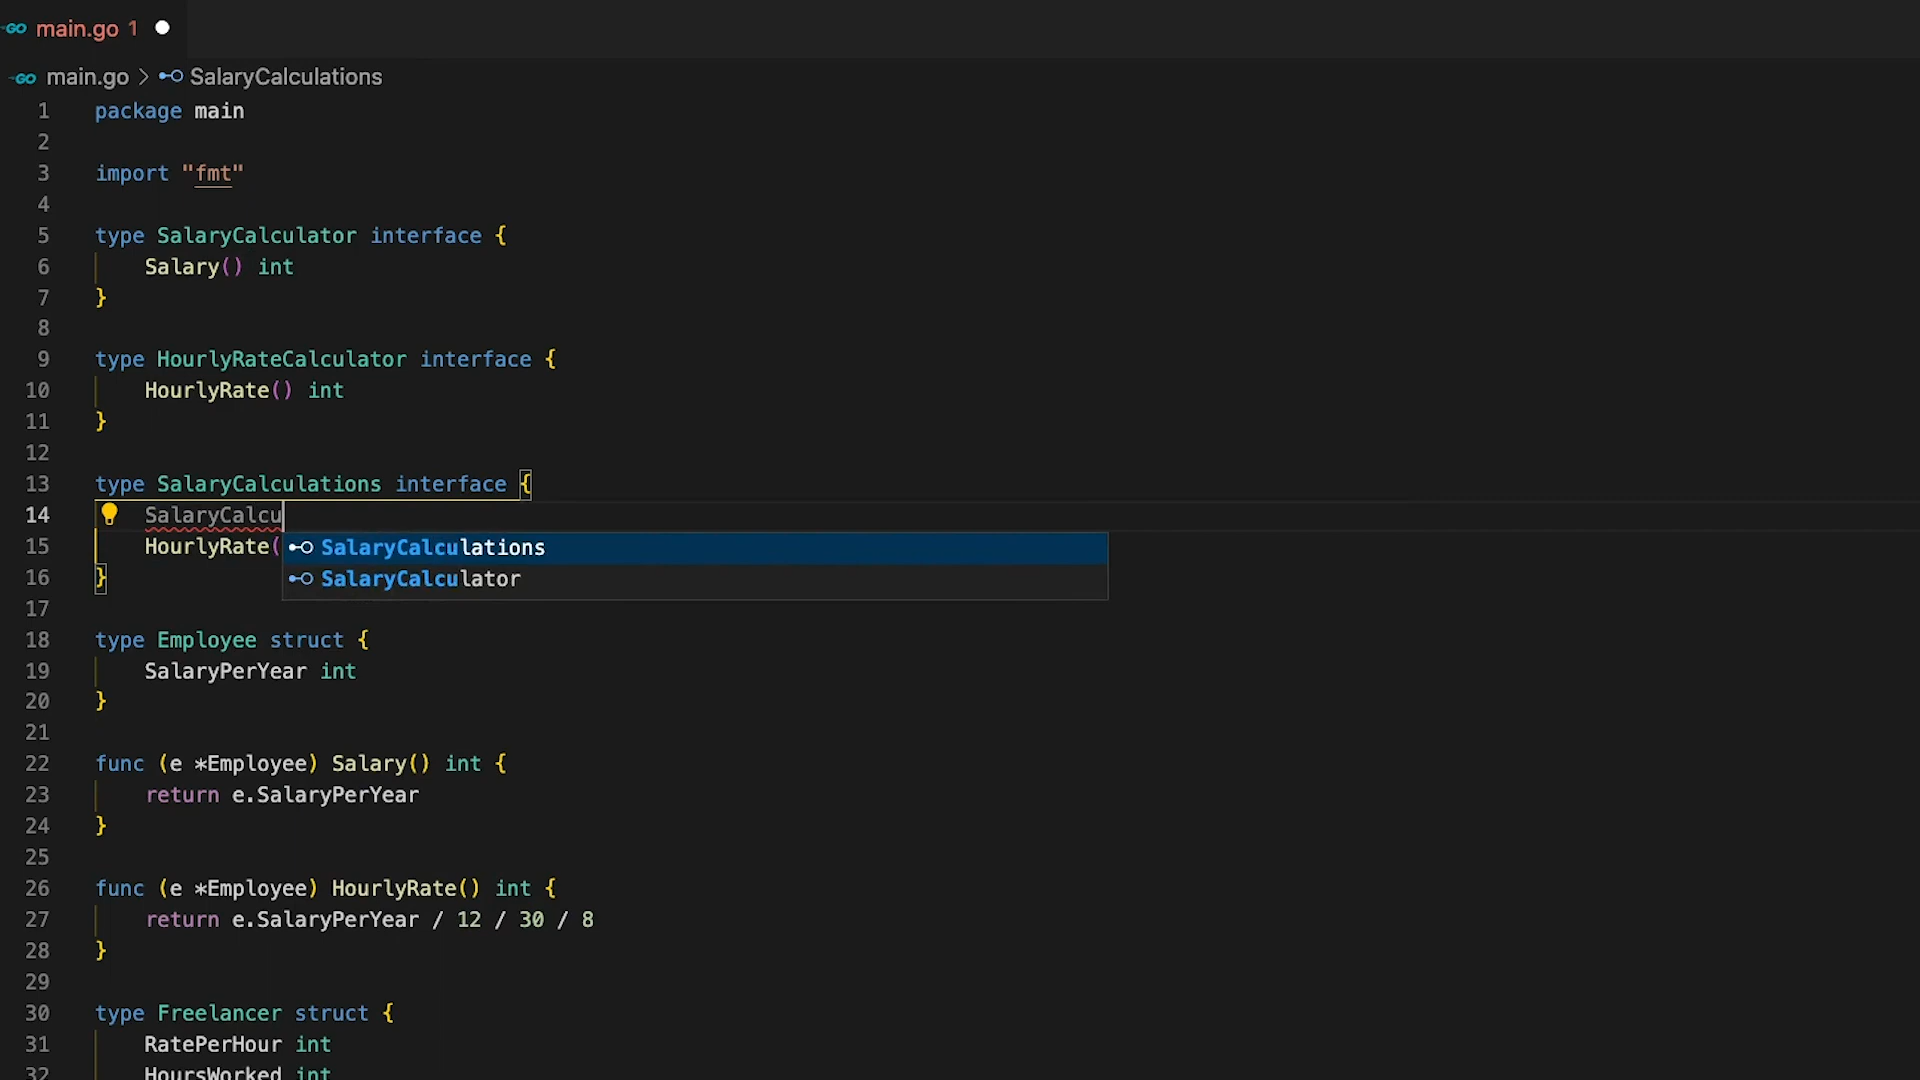 GO main.go 1
GO main.go > SalaryCalculations
1 package main
2
3 import "fmt"
4
5 type SalaryCalculator interface {
6 Salary() int
7 }
8
9 type HourlyRateCalculator interface {
10 HourlyRate() int
11 }
12
13 type SalaryCalculations interface {
14 SalaryCalcu
15 HourlyRate( SalaryCalculations
16 } SalaryCalculator
17
18 type Employee struct {
19 SalaryPerYear int
20 }
21
22 func (e *Employee) Salary() int {
23 return e.SalaryPerYear
24 }
25
26 func (e *Employee) HourlyRate() int {
27 return e.SalaryPerYear / 12 / 30 / 8
28 }
29
30 type Freelancer struct {
31 RatePerHour int
32 HoursWorked int